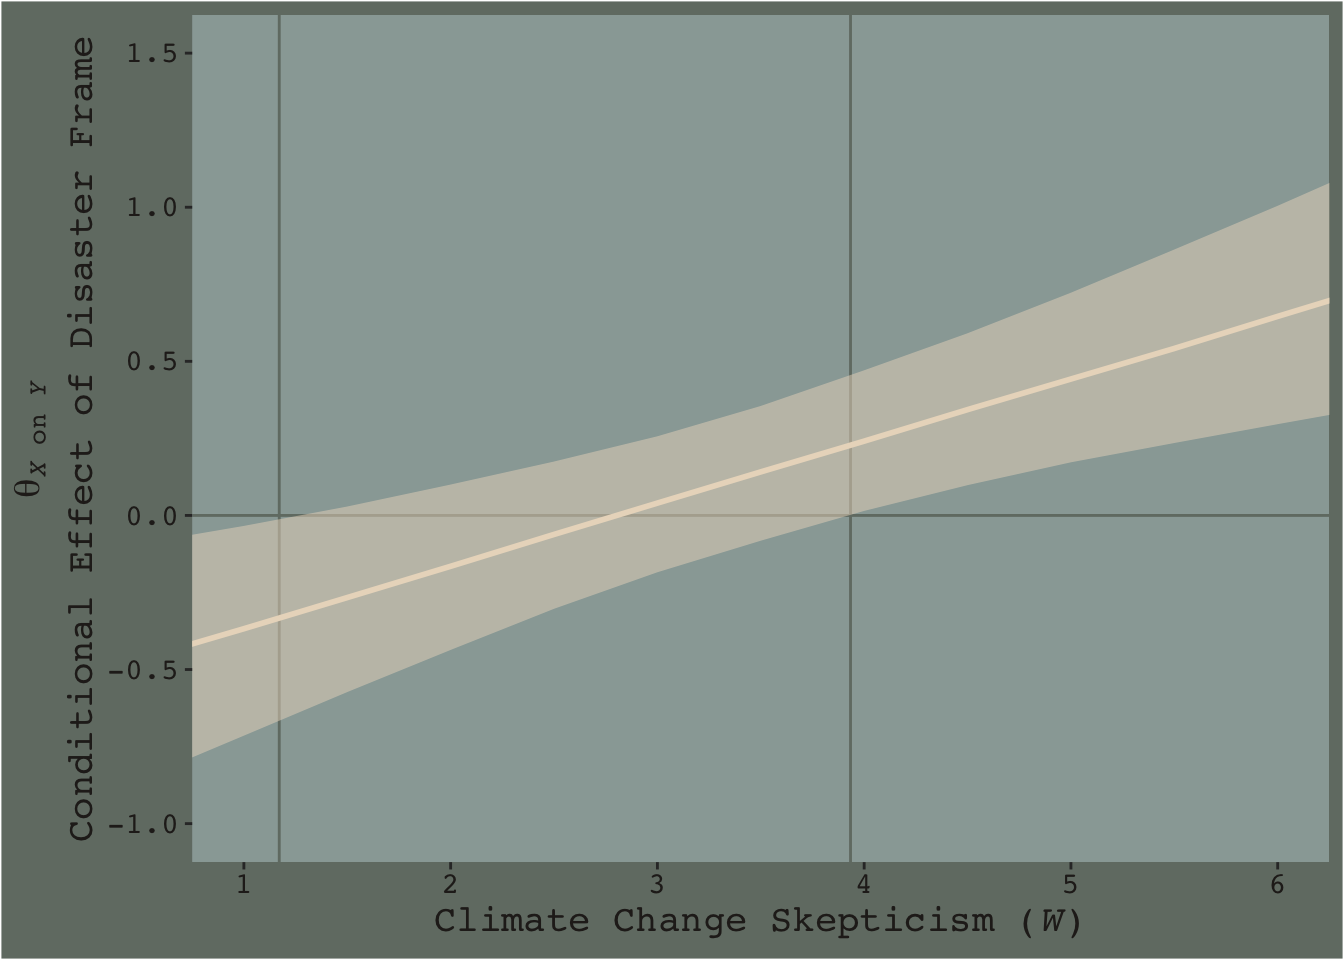 θX on Y
Conditional Effect of Disaster Frame
1.5
1.0
0.5
0.0
-0.5
-1.0
1 2 3 4 5 6
Climate Change Skepticism (W)